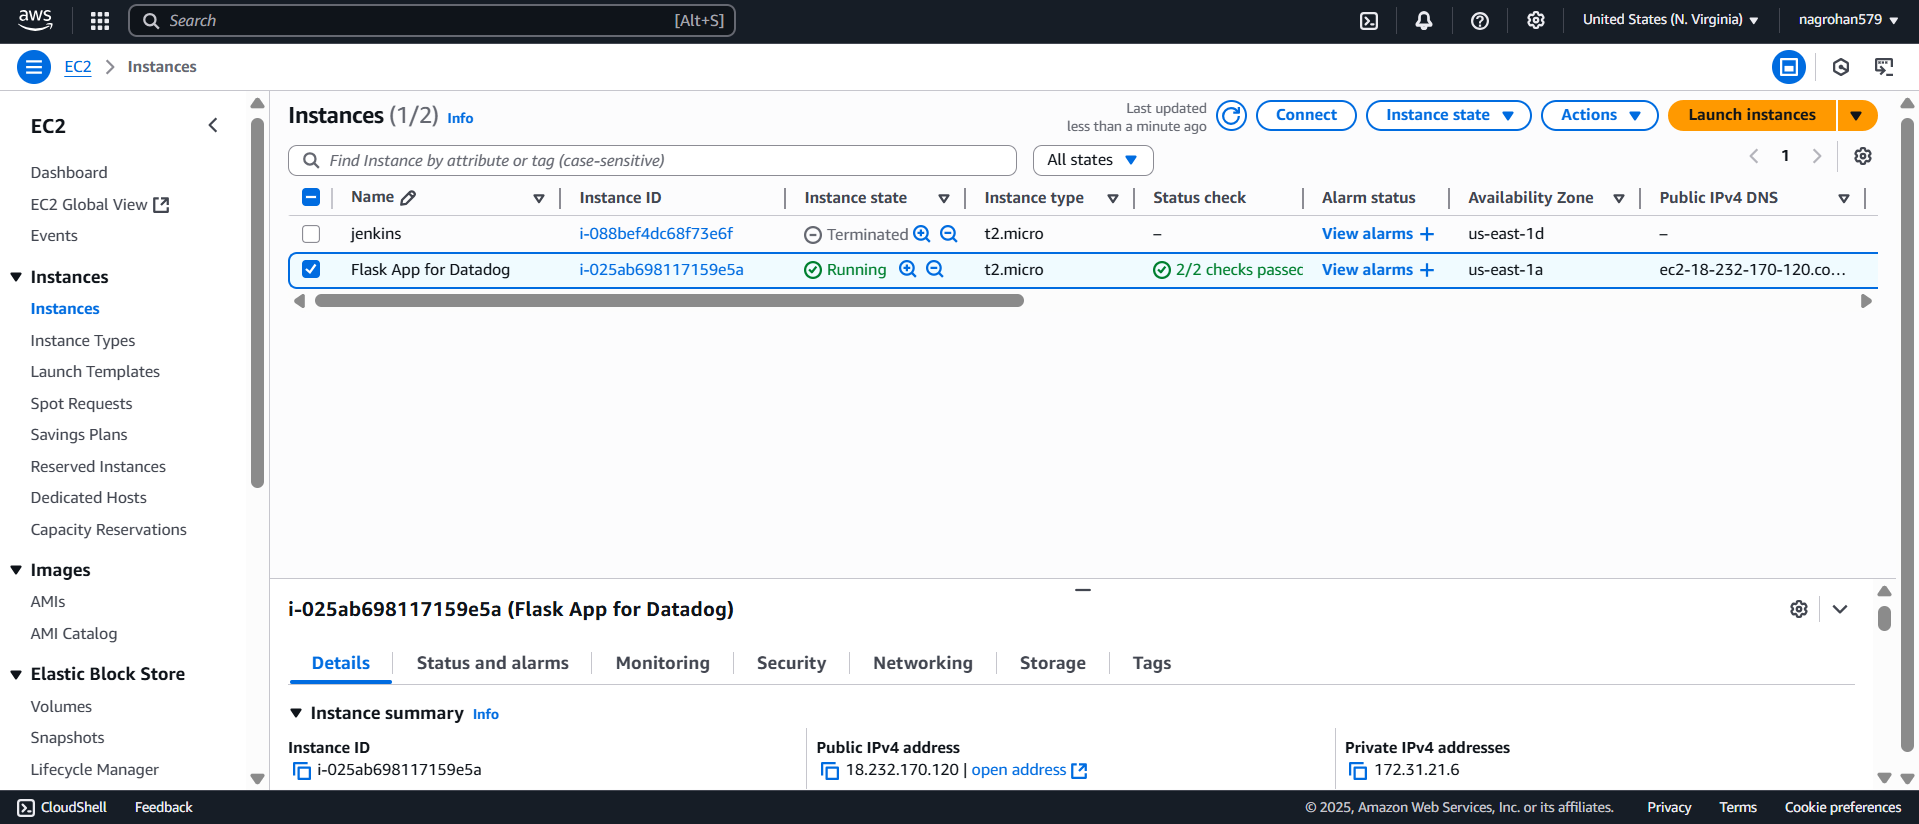 aws
Search [Alt+S]
United States (N. Virginia)
nagrohan579
EC2 Instances
EC2
Dashboard
EC2 Global View
Events
Instances
Instances
Instance Types
Launch Templates
Spot Requests
Savings Plans
Reserved Instances
Dedicated Hosts
Capacity Reservations
Images
AMIs
AMI Catalog
Elastic Block Store
Volumes
Snapshots
Lifecycle Manager
Instances (1/2) Info
Last updated
less than a minute ago
Connect
Instance state
Actions
Launch instances
Find Instance by attribute or tag (case-sensitive)
All states
1
Name Instance ID Instance state Instance type Status check Alarm status Availability Zone Public IPv4 DNS
jenkins i-088bef4dc68f73e6f Terminated t2.micro – View alarms + us-east-1d –
Flask App for Datadog i-025ab698117159e5a Running t2.micro 2/2 checks passec View alarms + us-east-1a ec2-18-232-170-120.co...
i-025ab698117159e5a (Flask App for Datadog)
Details Status and alarms Monitoring Security Networking Storage Tags
Instance summary Info
Instance ID
i-025ab698117159e5a
Public IPv4 address
18.232.170.120 | open address
Private IPv4 addresses
172.31.21.6
CloudShell Feedback
© 2025, Amazon Web Services, Inc. or its affiliates. Privacy Terms Cookie preferences